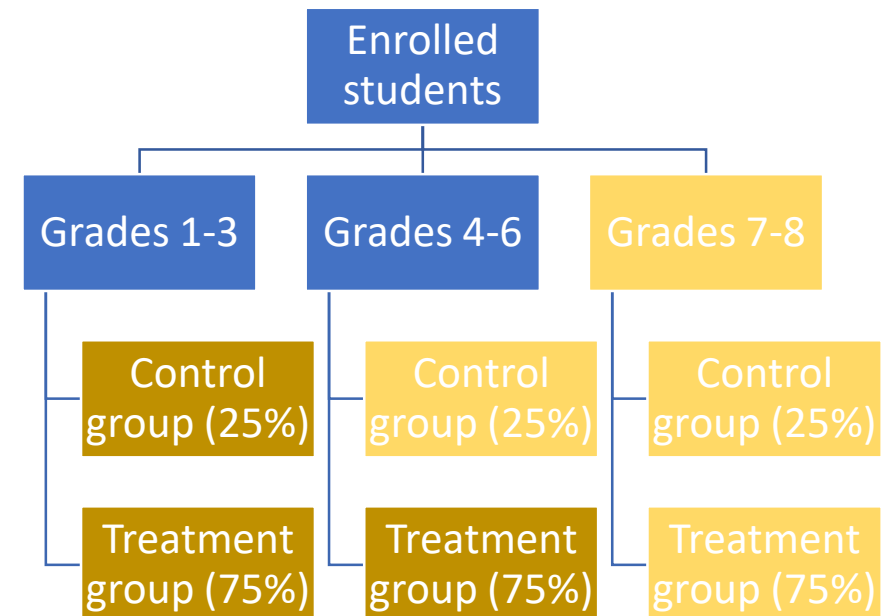 Enrolled
students
Grades 1-3
Grades 4-6
Grades 7-8
Control
group (25%)
Control
group (25%)
Control
group (25%)
Treatment
group (75%)
Treatment
group (75%)
Treatment
group (75%)